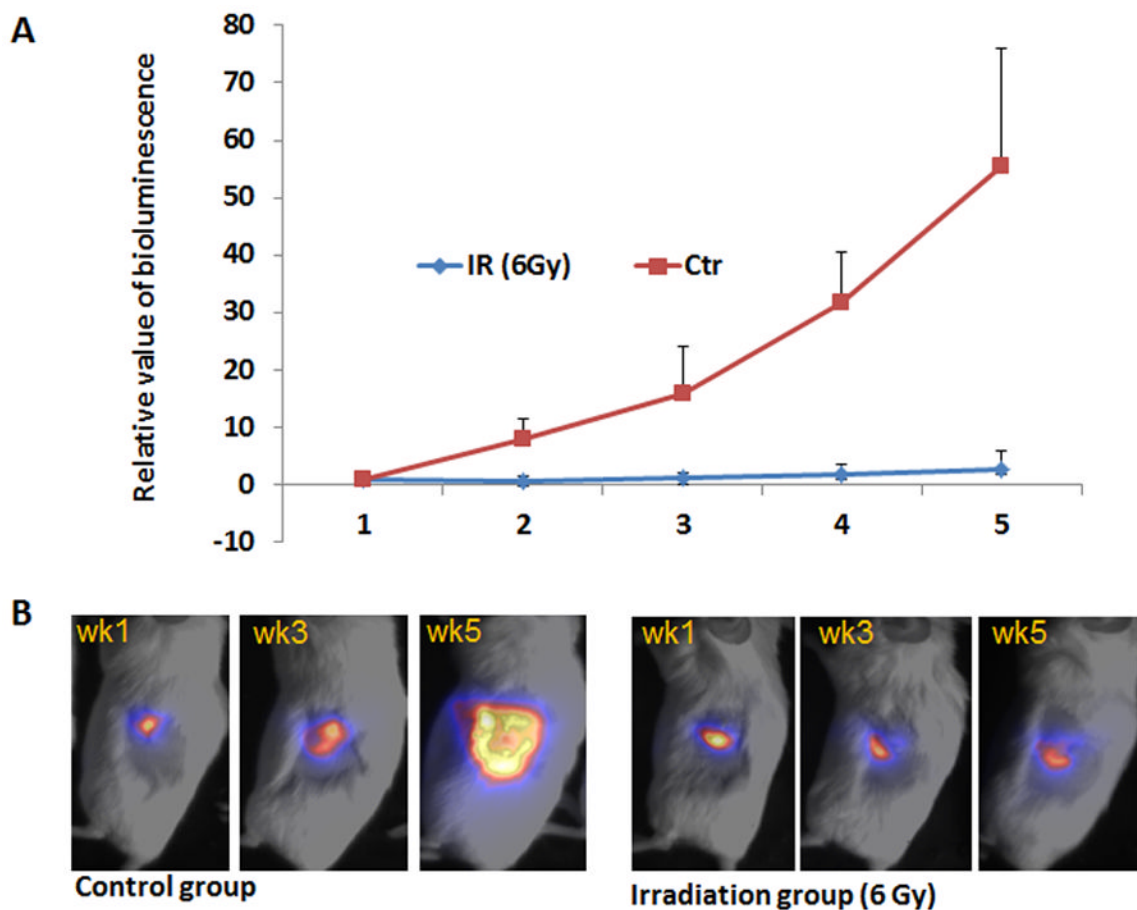 A
Relative value of bioluminescence
80
70
60
50
40
30
20
10
0
-10
IR (6Gy) Ctr
1 2 3 4 5
B
wk1 wk3 wk5 wk1 wk3 wk5
Control group
Irradiation group (6 Gy)